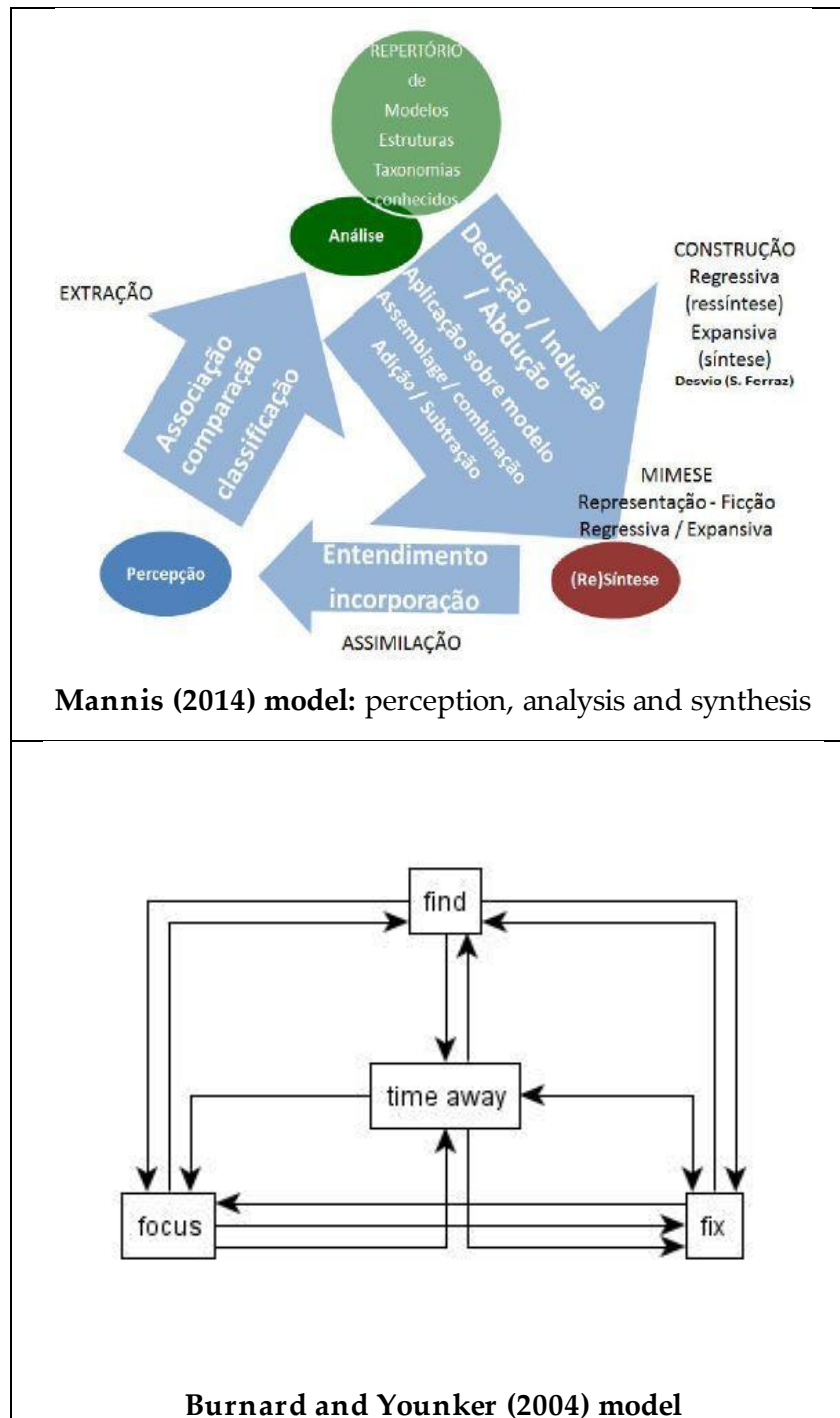 REPERTÓRIO
de
Modelos
Estruturas
Taxonomias
conhecidos
Análise
EXTRAÇÃO
Associação
comparação
classificação
Dedução / Indução
/ Abdução
Aplicação sobre modelo
Assemblage / combinação
Adição / Subtração
CONSTRUÇÃO
Regressiva
(ressíntese)
Expansiva
(síntese)
Desvio (S. Ferraz)
MIMESE
Representação - Ficção
Regressiva / Expansiva
Percepção
Entendimento
incorporação
(Re)Síntese
ASSIMILAÇÃO
Mannis (2014) model: perception, analysis and synthesis
find
time away
focus
fix
Burnard and Younker (2004) model